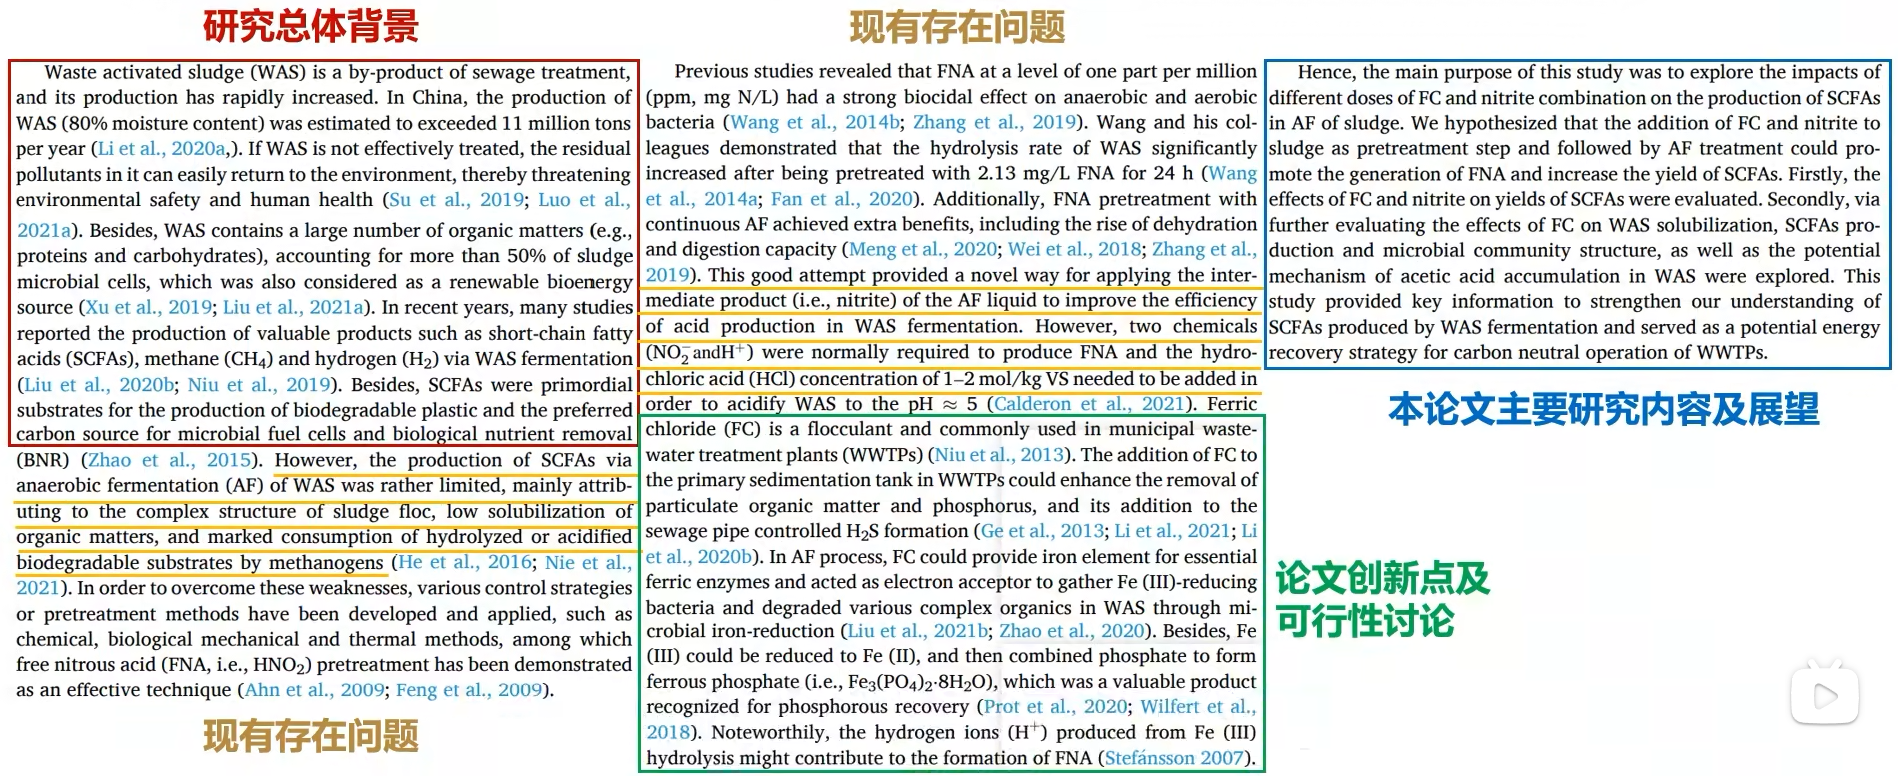 研究总体背景
Waste activated sludge (WAS) is a by-product of sewage treatment,
and its production has rapidly increased. In China, the production of
WAS (80% moisture content) was estimated to exceeded 11 million tons
per year (Li et al., 2020a,). If WAS is not effectively treated, the residual
pollutants in it can easily return to the environment, thereby threatening
environmental safety and human health (Su et al., 2019; Luo et al.,
2021a). Besides, WAS contains a large number of organic matters (e.g.,
proteins and carbohydrates), accounting for more than 50% of sludge
microbial cells, which was also considered as a renewable bioenergy
source (Xu et al., 2019; Liu et al., 2021a). In recent years, many studies
reported the production of valuable products such as short-chain fatty
acids (SCFAs), methane (CH₄) and hydrogen (H₂) via WAS fermentation
(Liu et al., 2020b; Niu et al., 2019). Besides, SCFAs were primordial
substrates for the production of biodegradable plastic and the preferred
carbon source for microbial fuel cells and biological nutrient removal
(BNR) (Zhao et al., 2015). However, the production of SCFAs via
anaerobic fermentation (AF) of WAS was rather limited, mainly attrib-
uting to the complex structure of sludge floc, low solubilization of
organic matters, and marked consumption of hydrolyzed or acidified
biodegradable substrates by methanogens (He et al., 2016; Nie et al.,
2021). In order to overcome these weaknesses, various control strategies
or pretreatment methods have been developed and applied, such as
chemical, biological mechanical and thermal methods, among which
free nitrous acid (FNA, i.e., HNO₂) pretreatment has been demonstrated
as an effective technique (Ahn et al., 2009; Feng et al., 2009).
现有存在问题
现有存在问题
Previous studies revealed that FNA at a level of one part per million
(ppm, mg N/L) had a strong biocidal effect on anaerobic and aerobic
bacteria (Wang et al., 2014b; Zhang et al., 2019). Wang and his col-
leagues demonstrated that the hydrolysis rate of WAS significantly
increased after being pretreated with 2.13 mg/L FNA for 24 h (Wang
et al., 2014a; Fan et al., 2020). Additionally, FNA pretreatment with
continuous AF achieved extra benefits, including the rise of dehydration
and digestion capacity (Meng et al., 2020; Wei et al., 2018; Zhang et al.,
2019). This good attempt provided a novel way for applying the inter-
mediate product (i.e., nitrite) of the AF liquid to improve the efficiency
of acid production in WAS fermentation. However, two chemicals
(NO₂⁻andH⁺) were normally required to produce FNA and the hydro-
chloric acid (HCl) concentration of 1–2 mol/kg VS needed to be added in
order to acidify WAS to the pH ≈ 5 (Calderon et al., 2021). Ferric
chloride (FC) is a flocculant and commonly used in municipal waste-
water treatment plants (WWTPs) (Niu et al., 2013). The addition of FC to
the primary sedimentation tank in WWTPs could enhance the removal of
particulate organic matter and phosphorus, and its addition to the
sewage pipe controlled H₂S formation (Ge et al., 2013; Li et al., 2021; Li
et al., 2020b). In AF process, FC could provide iron element for essential
ferric enzymes and acted as electron acceptor to gather Fe (III)-reducing
bacteria and degraded various complex organics in WAS through mi-
crobial iron-reduction (Liu et al., 2021b; Zhao et al., 2020). Besides, Fe
(III) could be reduced to Fe (II), and then combined phosphate to form
ferrous phosphate (i.e., Fe₃(PO₄)₂·8H₂O), which was a valuable product
recognized for phosphorous recovery (Prot et al., 2020; Wilfert et al.,
2018). Noteworthily, the hydrogen ions (H⁺) produced from Fe (III)
hydrolysis might contribute to the formation of FNA (Stefánsson 2007).
Hence, the main purpose of this study was to explore the impacts of
different doses of FC and nitrite combination on the production of SCFAs
in AF of sludge. We hypothesized that the addition of FC and nitrite to
sludge as pretreatment step and followed by AF treatment could pro-
mote the generation of FNA and increase the yield of SCFAs. Firstly, the
effects of FC and nitrite on yields of SCFAs were evaluated. Secondly, via
further evaluating the effects of FC on WAS solubilization, SCFAs pro-
duction and microbial community structure, as well as the potential
mechanism of acetic acid accumulation in WAS were explored. This
study provided key information to strengthen our understanding of
SCFAs produced by WAS fermentation and served as a potential energy
recovery strategy for carbon neutral operation of WWTPs.
本论文主要研究内容及展望
论文创新点及
可行性讨论